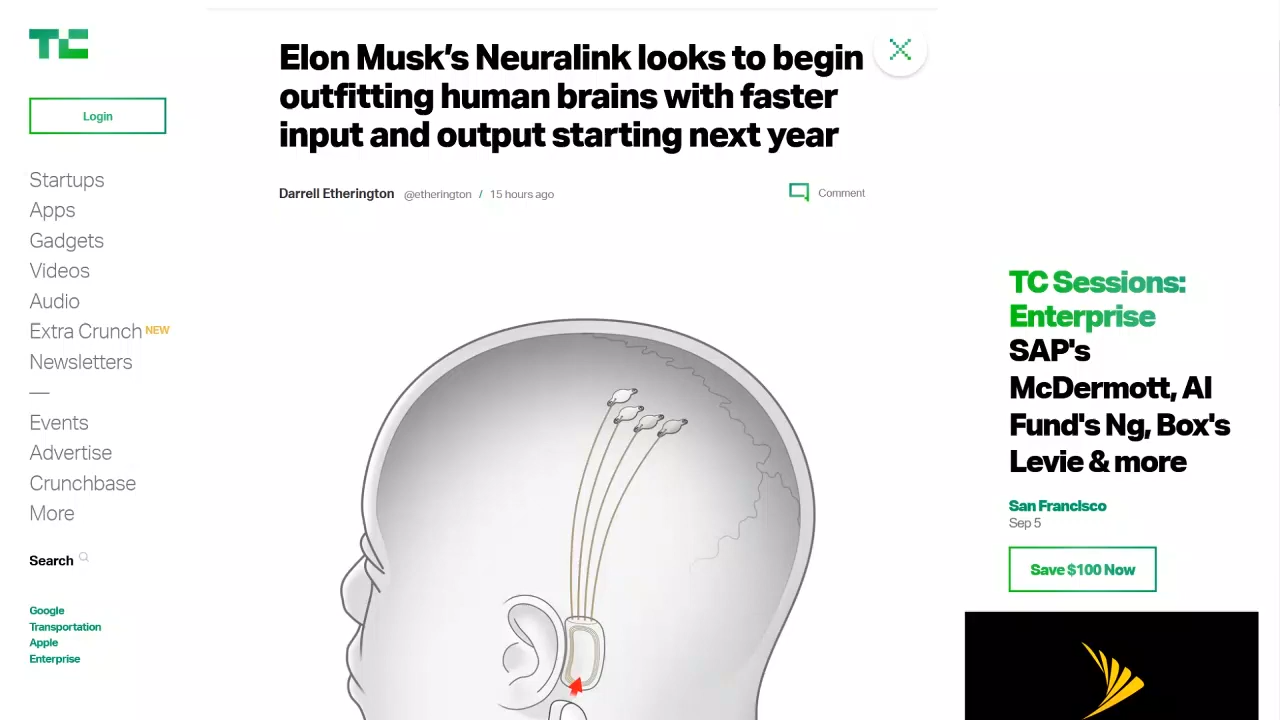 TC
Login
Startups
Apps
Gadgets
Videos
Audio
Extra Crunch NEW
Newsletters
—
Events
Advertise
Crunchbase
More
Search
Google
Transportation
Apple
Enterprise
Elon Musk’s Neuralink looks to begin
outfitting human brains with faster
input and output starting next year
Darrell Etherington @etherington / 15 hours ago
Comment
TC Sessions:
Enterprise
SAP's
McDermott, AI
Fund's Ng, Box's
Levie & more
San Francisco
Sep 5
Save $100 Now